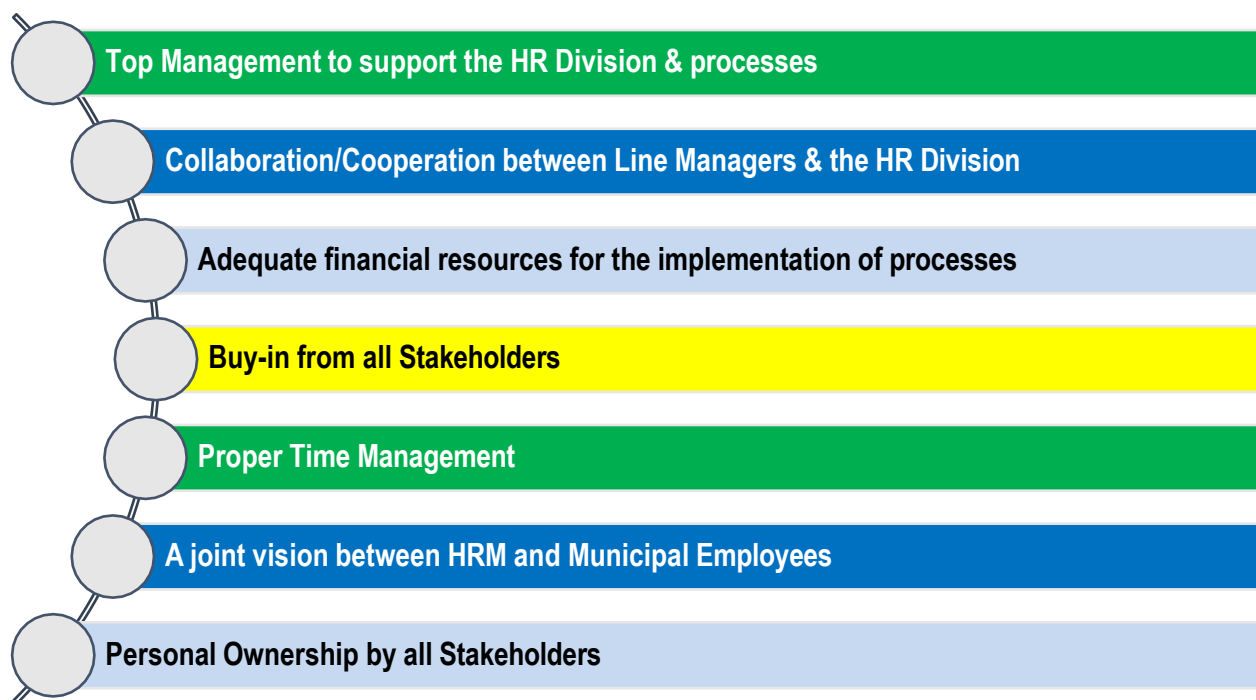 Top Management to support the HR Division & processes
Collaboration/Cooperation between Line Managers & the HR Division
Adequate financial resources for the implementation of processes
Buy-in from all Stakeholders
Proper Time Management
A joint vision between HRM and Municipal Employees
Personal Ownership by all Stakeholders